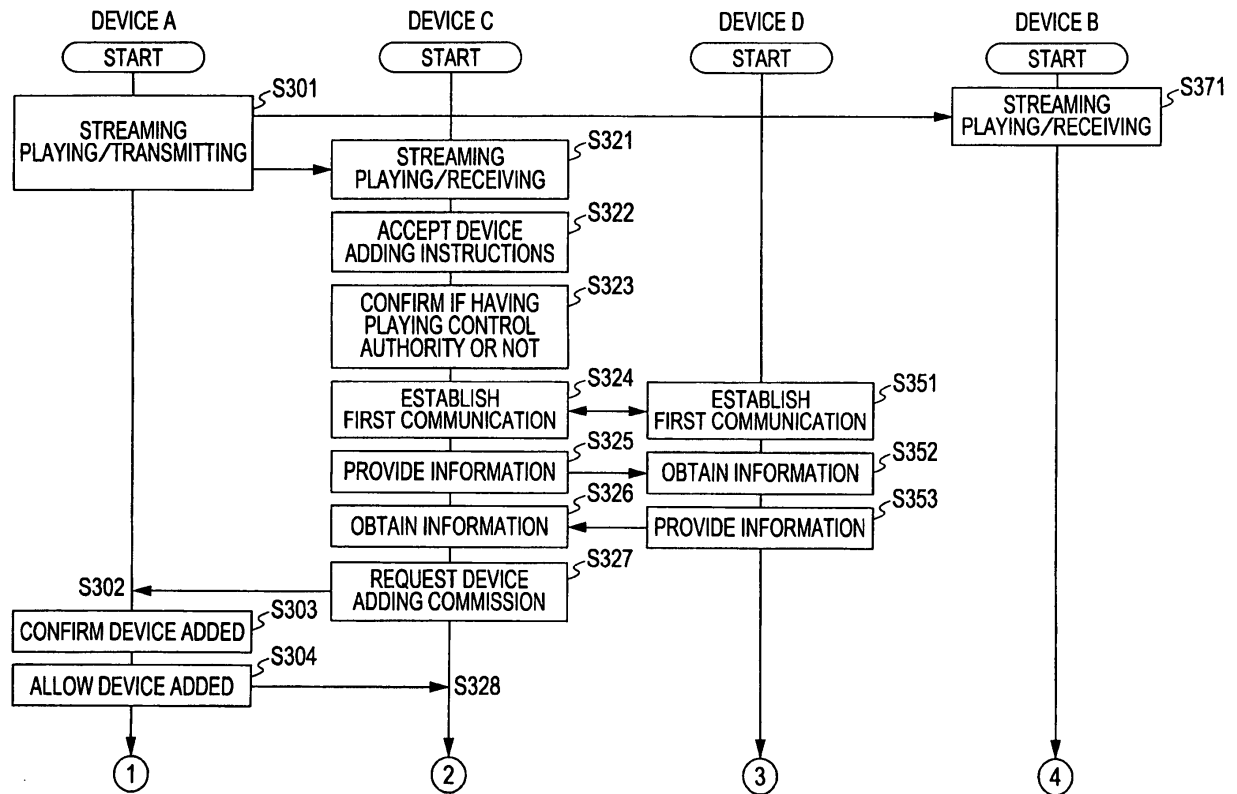 DEVICE A
DEVICE C
DEVICE D
DEVICE B
START
START
START
START
S301
STREAMING
PLAYING/TRANSMITTING
S371
STREAMING
PLAYING/RECEIVING
S321
STREAMING
PLAYING/RECEIVING
S322
ACCEPT DEVICE
ADDING INSTRUCTIONS
S323
CONFIRM IF HAVING
PLAYING CONTROL
AUTHORITY OR NOT
S324
ESTABLISH
FIRST COMMUNICATION
S351
ESTABLISH
FIRST COMMUNICATION
S325
PROVIDE INFORMATION
S352
OBTAIN INFORMATION
S326
OBTAIN INFORMATION
S353
PROVIDE INFORMATION
S327
REQUEST DEVICE
ADDING COMMISSION
S302
S303
CONFIRM DEVICE ADDED
S304
ALLOW DEVICE ADDED
S328
1
2
3
4